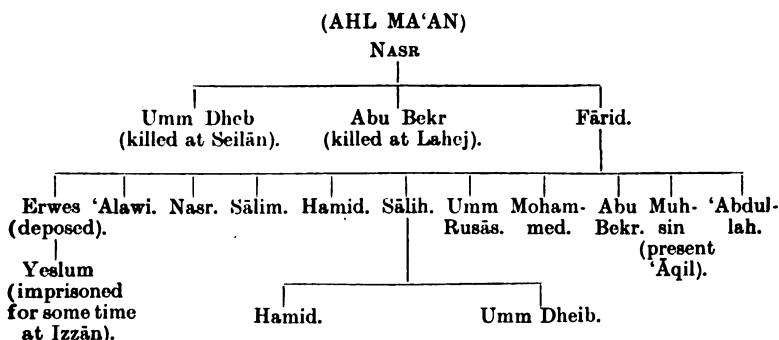 (AHL MA‘AN)
NASR
Umm Dheb Abu Bekr Fārid.
(killed at Seilān). (killed at Lahej).
Erwes ‘Alawi. Nasr. Sālim. Hamid. Sālih. Umm Moham- Abu Muh- ‘Abdul-
(deposed). Rusās. med. Bekr. sin lah.
(present
Yeslum ‘Āqil).
(imprisoned
for some time Hamid. Umm Dheib.
at Izzān).